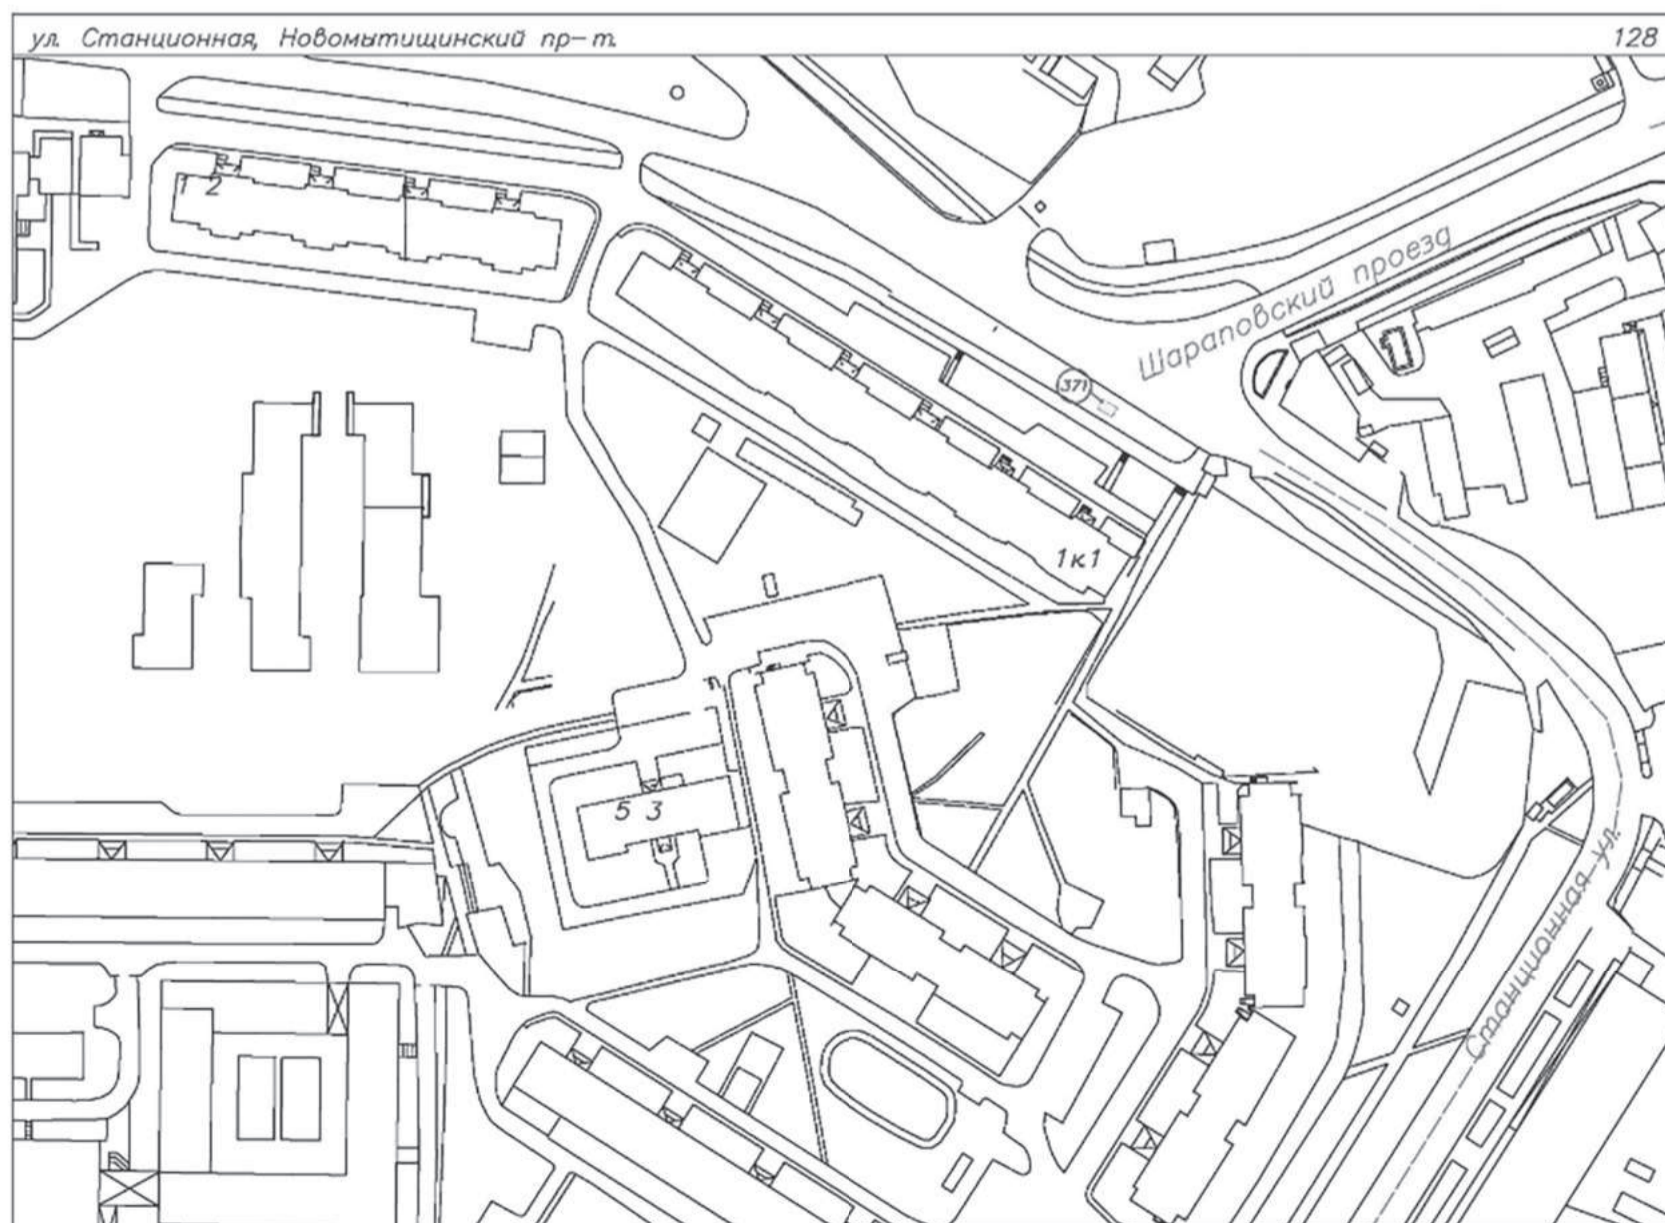 ул. Станционная, Новомытищинский пр-т.
128
1 2
Шараповский проезд
371
1к1
5 3
Станционная ул.